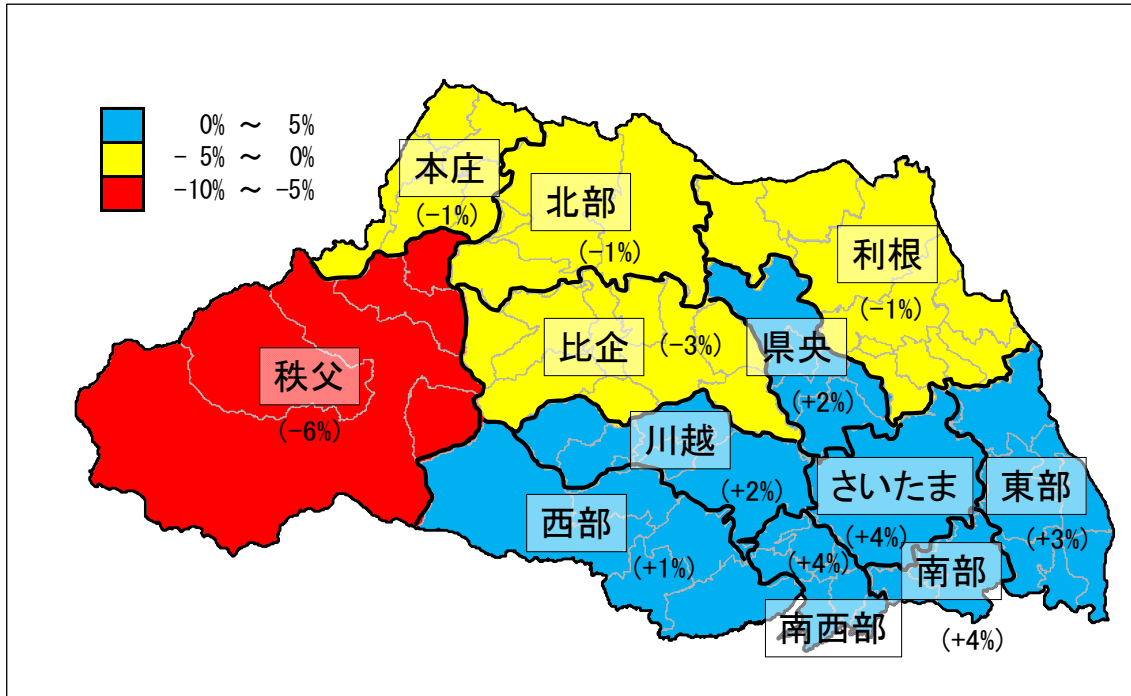 0% ～ 5%
- 5% ～ 0%
-10% ～ -5%
本庄
(-1%)
北部
(-1%)
利根
(-1%)
秩父
(-6%)
比企
(-3%)
県央
(+2%)
川越
(+2%)
西部
(+1%)
さいたま
(+4%)
東部
(+3%)
南西部
(+4%)
南部
(+4%)